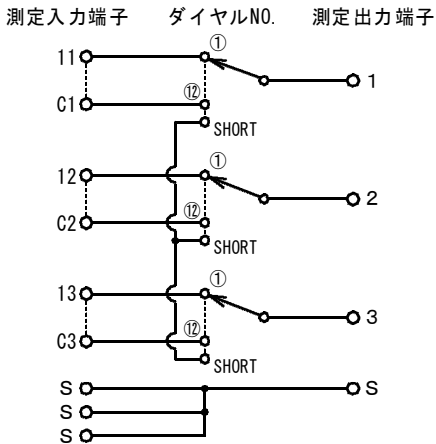 測定入力端子 ダイヤルNO. 測定出力端子
11 ① 1
C1 ⑫
SHORT
12 ① 2
C2 ⑫
SHORT
13 ① 3
C3 ⑫
SHORT
S S
S
S